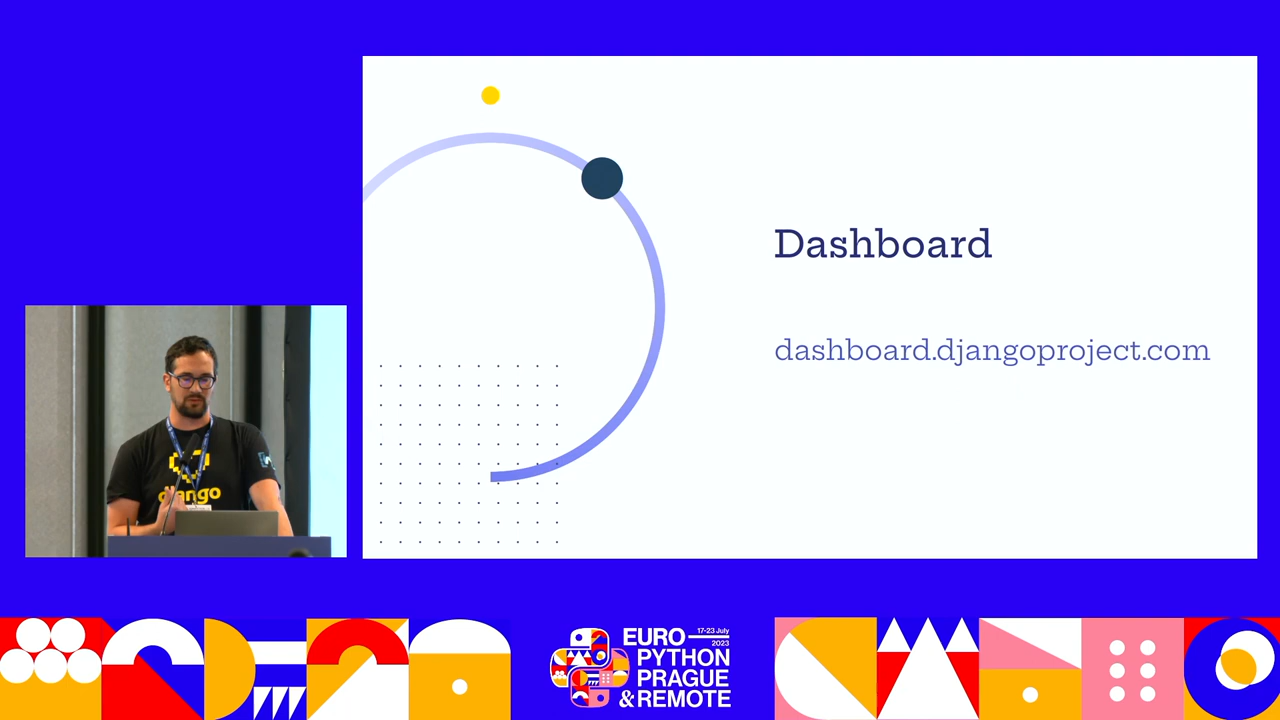 Dashboard
dashboard.djangoproject.com
django
17-23 July
2023
EURO
PYTHON
PRAGUE
&REMOTE